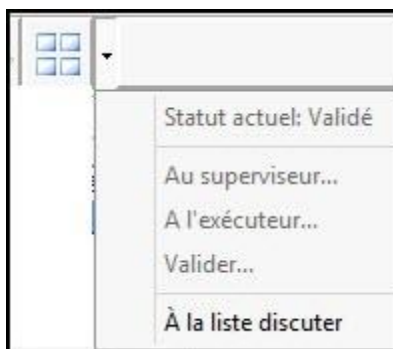 Statut actuel: Validé
Au superviseur...
A l'exécuteur...
Valider...
À la liste discuter